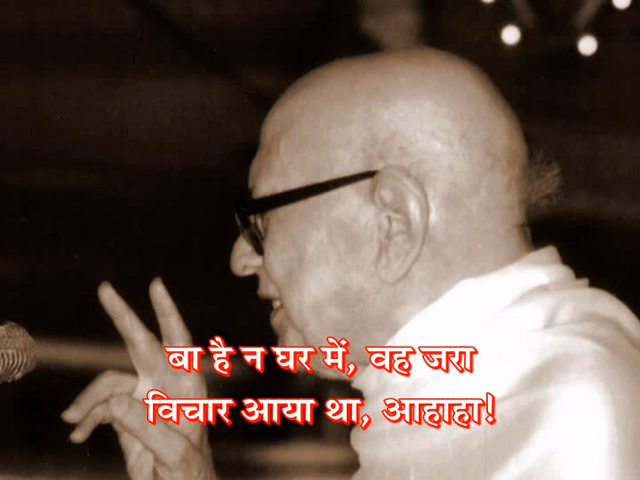 बा है न घर में, वह जरा
विचार आया था, आहाहा!